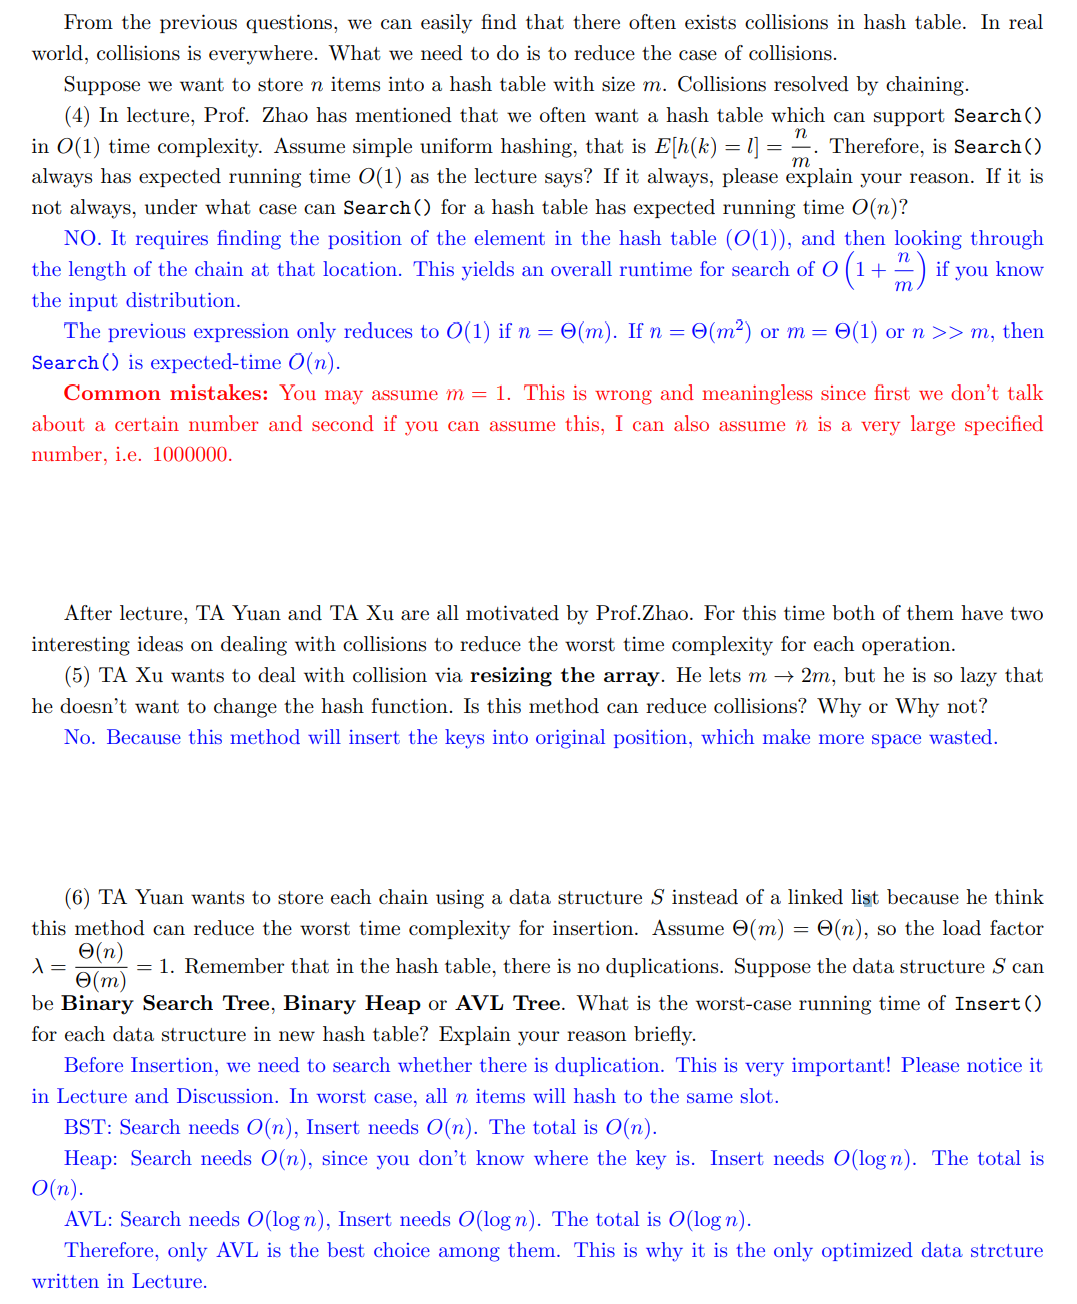 From the previous questions, we can easily find that there often exists collisions in hash table. In real
world, collisions is everywhere. What we need to do is to reduce the case of collisions.
Suppose we want to store n items into a hash table with size m. Collisions resolved by chaining.
(4) In lecture, Prof. Zhao has mentioned that we often want a hash table which can support Search()
in O(1) time complexity. Assume simple uniform hashing, that is E[h(k) = l] = n/m. Therefore, is Search()
always has expected running time O(1) as the lecture says? If it always, please explain your reason. If it is
not always, under what case can Search() for a hash table has expected running time O(n)?
NO. It requires finding the position of the element in the hash table (O(1)), and then looking through
the length of the chain at that location. This yields an overall runtime for search of O(1 + n/m) if you know
the input distribution.
The previous expression only reduces to O(1) if n = Θ(m). If n = Θ(m²) or m = Θ(1) or n >> m, then
Search() is expected-time O(n).
Common mistakes: You may assume m = 1. This is wrong and meaningless since first we don't talk
about a certain number and second if you can assume this, I can also assume n is a very large specified
number, i.e. 1000000.
After lecture, TA Yuan and TA Xu are all motivated by Prof.Zhao. For this time both of them have two
interesting ideas on dealing with collisions to reduce the worst time complexity for each operation.
(5) TA Xu wants to deal with collision via resizing the array. He lets m → 2m, but he is so lazy that
he doesn't want to change the hash function. Is this method can reduce collisions? Why or Why not?
No. Because this method will insert the keys into original position, which make more space wasted.
(6) TA Yuan wants to store each chain using a data structure S instead of a linked list because he think
this method can reduce the worst time complexity for insertion. Assume Θ(m) = Θ(n), so the load factor
λ = Θ(n)/Θ(m) = 1. Remember that in the hash table, there is no duplications. Suppose the data structure S can
be Binary Search Tree, Binary Heap or AVL Tree. What is the worst-case running time of Insert()
for each data structure in new hash table? Explain your reason briefly.
Before Insertion, we need to search whether there is duplication. This is very important! Please notice it
in Lecture and Discussion. In worst case, all n items will hash to the same slot.
BST: Search needs O(n), Insert needs O(n). The total is O(n).
Heap: Search needs O(n), since you don't know where the key is. Insert needs O(log n). The total is
O(n).
AVL: Search needs O(log n), Insert needs O(log n). The total is O(log n).
Therefore, only AVL is the best choice among them. This is why it is the only optimized data strcture
written in Lecture.